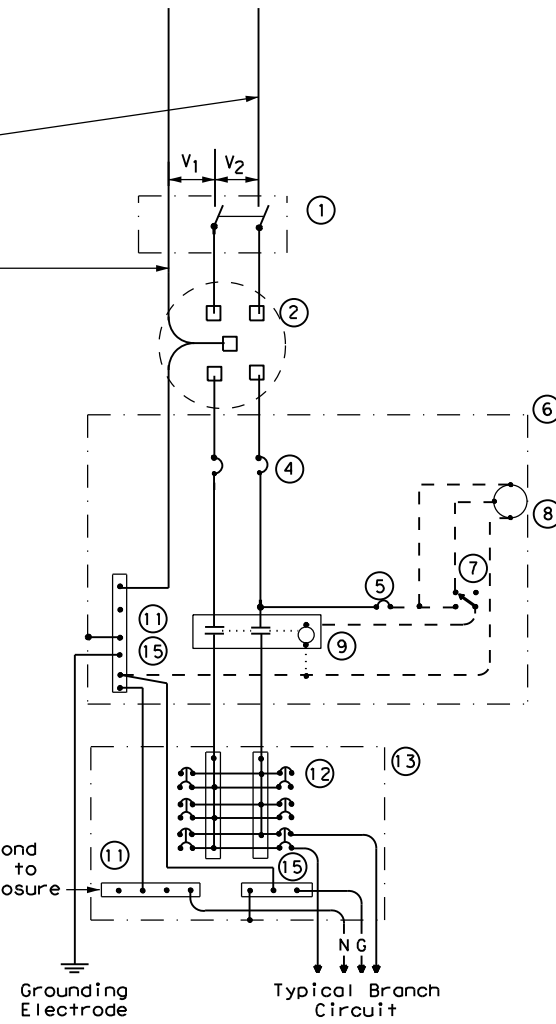 V1 V2
1
2
6
4
8
7
5
11
15
9
13
12
11
ond
to
osure
15
N G
Grounding
Electrode
Typical Branch
Circuit